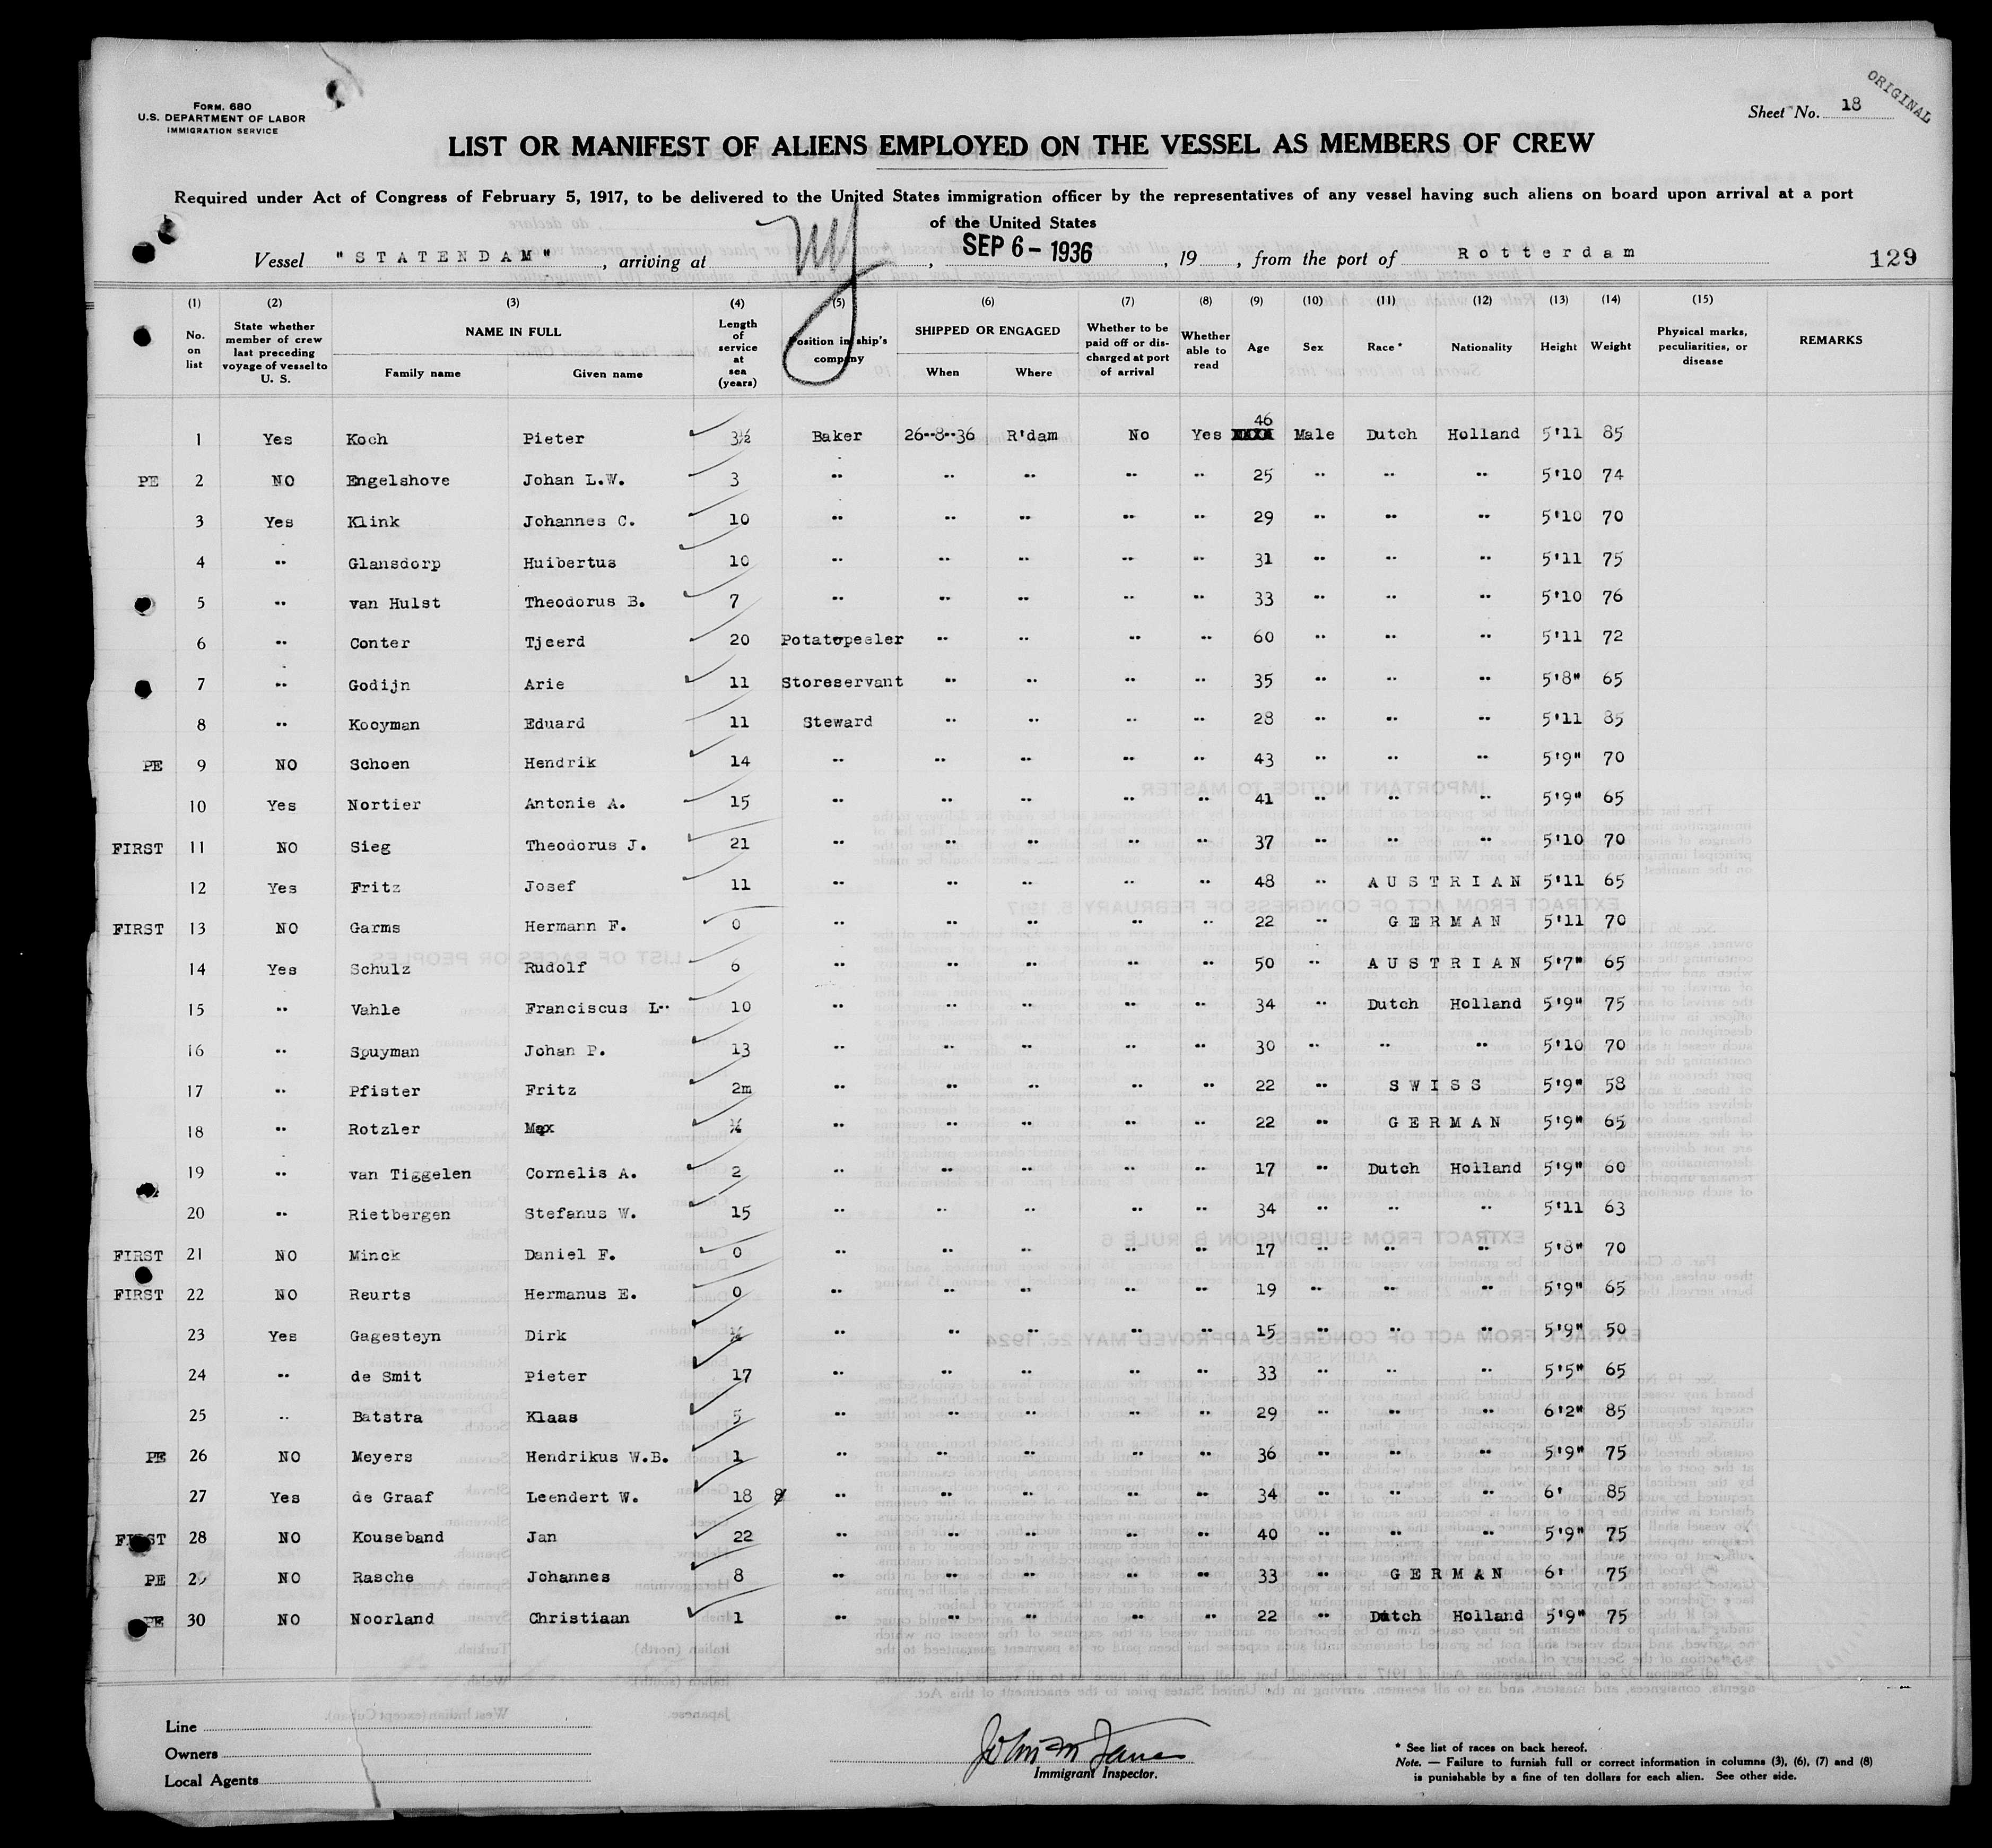 FORM. 680
U.S. DEPARTMENT OF LABOR
IMMIGRATION SERVICE
ORIGINAL
Sheet No. 18
LIST OR MANIFEST OF ALIENS EMPLOYED ON THE VESSEL AS MEMBERS OF CREW
Required under Act of Congress of February 5, 1917, to be delivered to the United States immigration officer by the representatives of any vessel having such aliens on board upon arrival at a port
of the United States
Vessel "STATENDAM", arriving at NY, SEP 6 - 1936, 19 , from the port of Rotterdam 129
(1) (2) (3) (4) (5) (6) (7) (8) (9) (10) (11) (12) (13) (14) (15)
No. on list State whether member of crew last preceding voyage of vessel to U. S. NAME IN FULL Family name Given name Length of service at sea (years) Position in ship's company SHIPPED OR ENGAGED When Where Whether to be paid off or discharged at port of arrival Whether able to read Age Sex Race* Nationality Height Weight Physical marks, peculiarities, or disease REMARKS
1 Yes Koch Pieter 3½ Baker 26-8-36 R'dam No Yes 46 Male Dutch Holland 5'11 85
PE 2 NO Engelshove Johan L.W. 3 " " " " " 25 " " " 5'10 74
3 Yes Klink Johannes C. 10 " " " " " 29 " " " 5'10 70
4 " Glansdorp Huibertus 10 " " " " " 31 " " " 5'11 75
5 " van Hulst Theodorus B. 7 " " " " " 33 " " " 5'10 76
6 " Conter Tjeerd 20 Potatopeeler " " " " 60 " " " 5'11 72
7 " Godijn Arie 11 Storeservant " " " " 35 " " " 5'8" 65
8 " Kooyman Eduard 11 Steward " " " " 28 " " " 5'11 85
PE 9 NO Schoen Hendrik 14 " " " " " 43 " " " 5'9" 70
10 Yes Nortier Antonie A. 15 " " " " " 41 " " " 5'9" 65
FIRST 11 NO Sieg Theodorus J. 21 " " " " " 37 " " " 5'10 70
12 Yes Fritz Josef 11 " " " " " 48 " AUSTRIAN 5'11 65
FIRST 13 NO Garms Hermann F. 0 " " " " " 22 " GERMAN 5'11 70
14 Yes Schulz Rudolf 6 " " " " " 50 " AUSTRIAN 5'7" 65
15 " Vahle Franciscus L. 10 " " " " " 34 " Dutch Holland 5'9" 75
16 " Spuyman Johan P. 13 " " " " " 30 " " " 5'10 70
17 " Pfister Fritz 2m " " " " " 22 " SWISS 5'9" 58
18 " Rotzler Max " " " " " 22 " GERMAN 5'9" 65
19 " van Tiggelen Cornelis A. 2 " " " " " 17 " Dutch Holland 5'9" 60
20 " Rietbergen Stefanus W. 15 " " " " " 34 " " " 5'11 63
FIRST 21 NO Minck Daniel F. 0 " " " " " 17 " " " 5'8" 70
FIRST 22 NO Reurts Hermanus E. 0 " " " " " 19 " " " 5'9" 65
23 Yes Gagesteyn Dirk " " " " " 15 " " " 5'9" 50
24 " de Smit Pieter 17 " " " " " 33 " " " 5'5" 65
25 " Batstra Klaas 5 " " " " " 29 " " " 6'2" 85
PE 26 NO Meyers Hendrikus W.B. 1 " " " " " 36 " " " 5'9" 75
27 Yes de Graaf Leendert W. 18 " " " " " 34 " " " 6' 85
FIRST 28 NO Kouseband Jan 22 " " " " " 40 " " " 5'9" 75
PE 29 NO Rasche Johannes 8 " " " " " 33 " GERMAN 6' 75
PE 30 NO Noorland Christiaan 1 " " " " " 22 " Dutch Holland 5'9" 75
Line
Owners
Local Agents
Immigrant Inspector.
* See list of races on back hereof.
Note. — Failure to furnish full or correct information in columns (3), (6), (7) and (8)
is punishable by a fine of ten dollars for each alien. See other side.